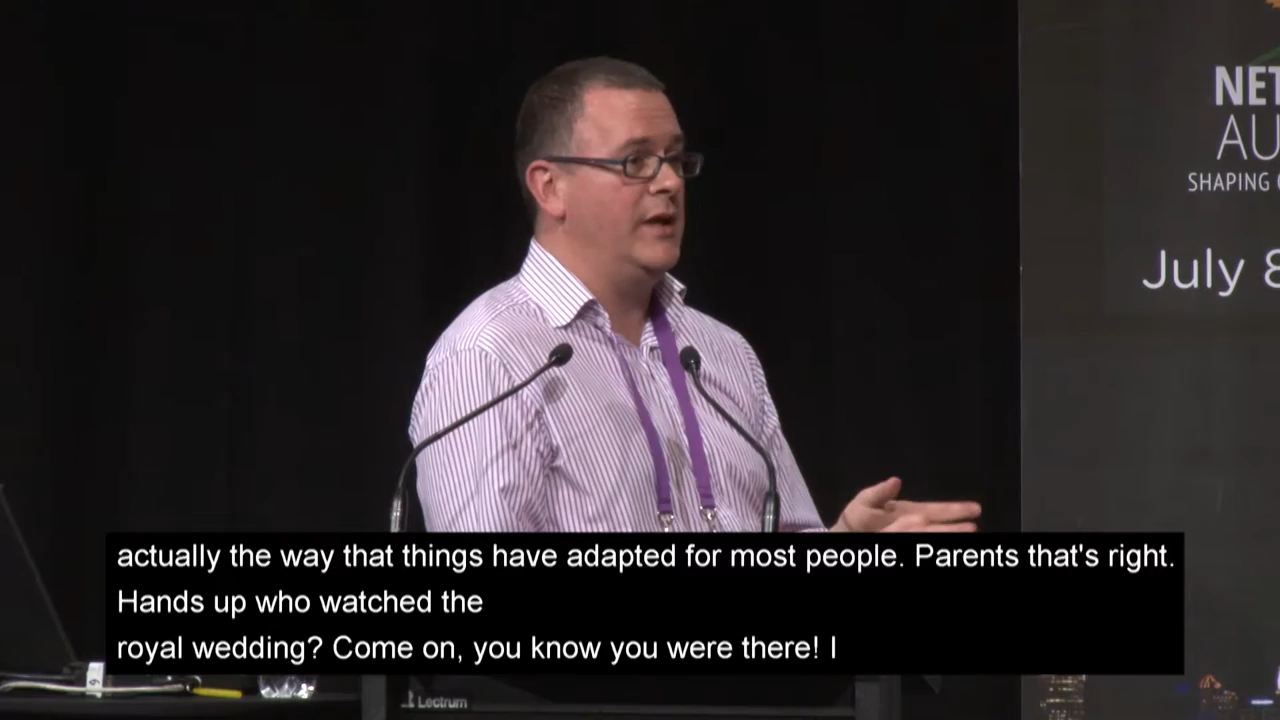 NET
AU
SHAPING
July 8
actually the way that things have adapted for most people. Parents that's right.
Hands up who watched the
royal wedding? Come on, you know you were there! I
Lectrum